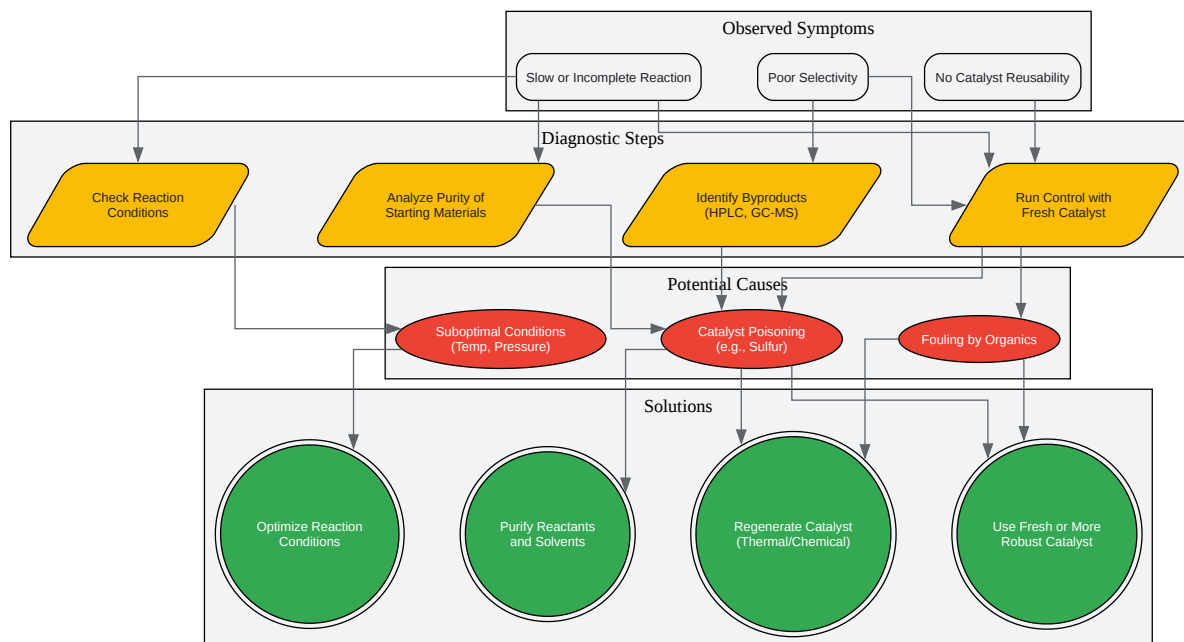 Observed Symptoms
Slow or Incomplete Reaction
Poor Selectivity
No Catalyst Reusability
Diagnostic Steps
Check Reaction
Conditions
Analyze Purity of
Starting Materials
Identify Byproducts
(HPLC, GC-MS)
Run Control with
Fresh Catalyst
Potential Causes
Suboptimal Conditions
(Temp, Pressure)
Catalyst Poisoning
(e.g., Sulfur)
Fouling by Organics
Solutions
Optimize Reaction
Conditions
Purify Reactants
and Solvents
Regenerate Catalyst
(Thermal/Chemical)
Use Fresh or More
Robust Catalyst